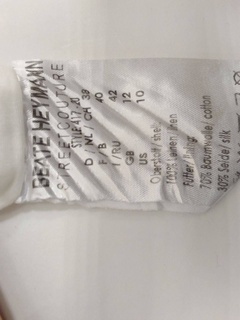 BEATE HEYMANN
STREETCOUTURE
STYLE 417
D / NL / CH 38
F / B 40
I / RU 42
GB 12
US 10
Oberstoff / shell
100% Leinen / linen
Futter / lining
70% Baumwolle / cotton
30% Seide / silk